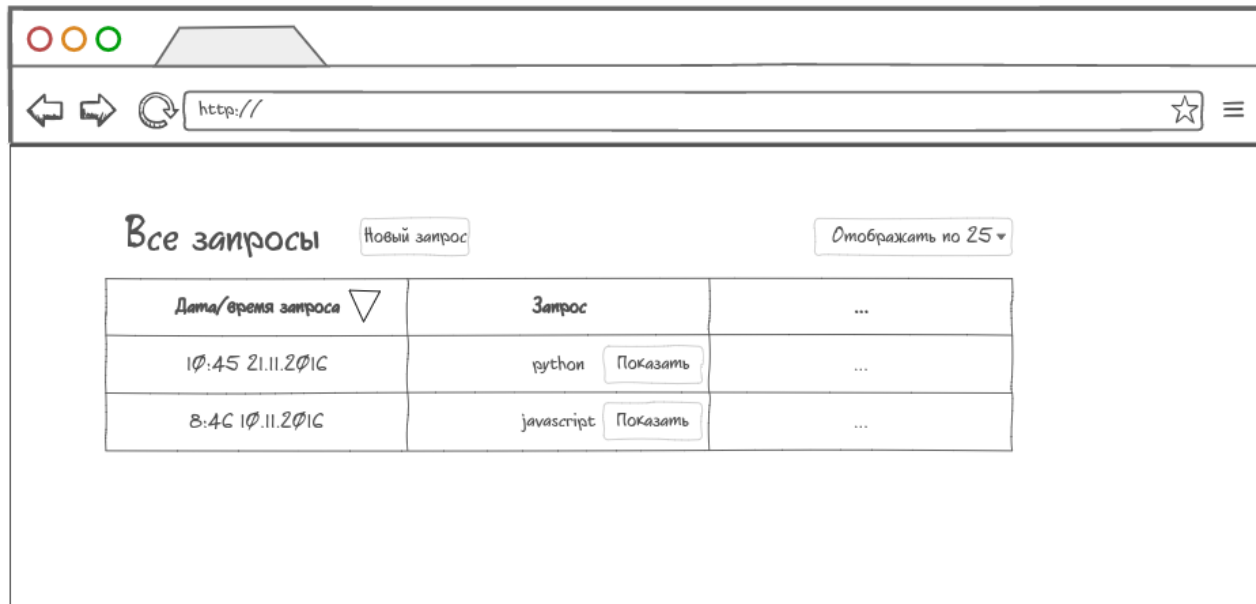 http://
Все запросы
Новый запрос
Отображать по 25
Дата/время запроса
Запрос
...
10:45 21.11.2016
python
Показать
...
8:46 10.11.2016
javascript
Показать
...